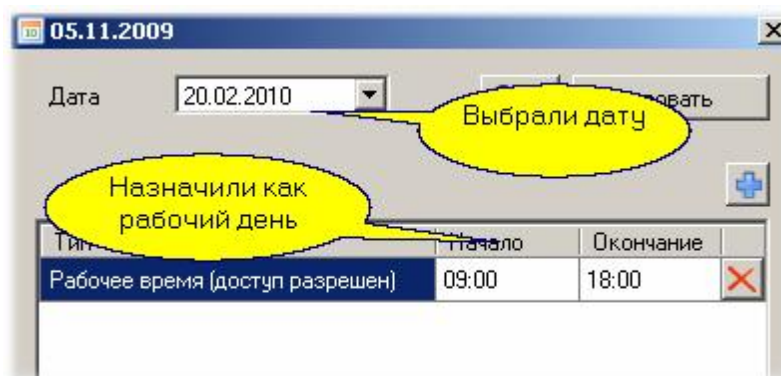 05.11.2009
Дата
20.02.2010
Выбрали дату
Назначили как
рабочий день
Начало
Окончание
Рабочее время (доступ разрешен)
09:00
18:00